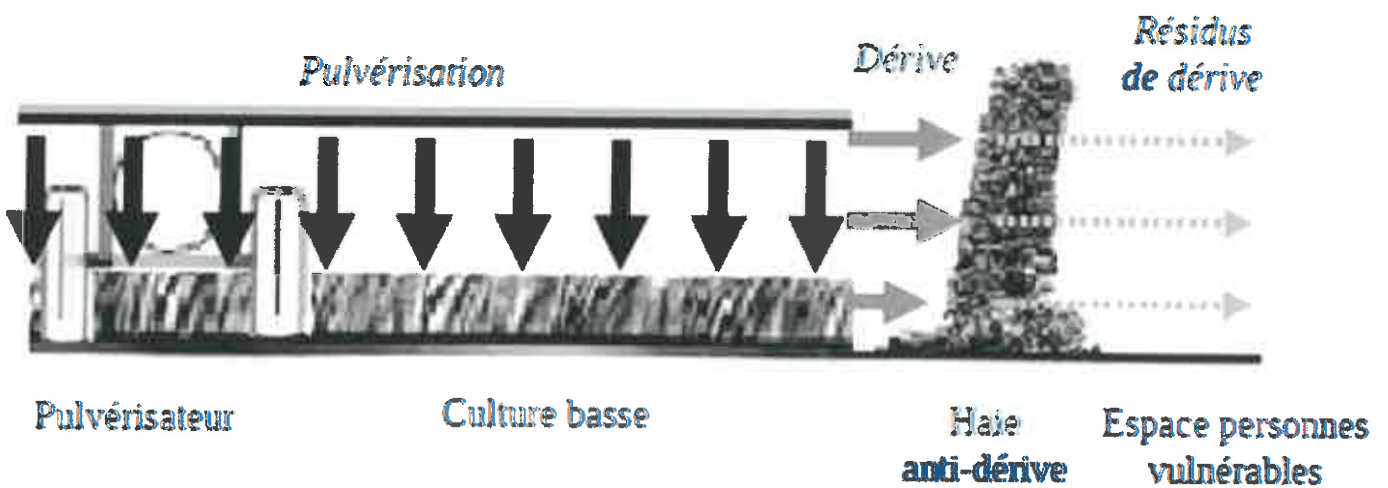 Pulvérisation
Dérive
Résidus
de dérive
Pulvérisateur
Culture basse
Haie
anti-dérive
Espace personnes
vulnérables